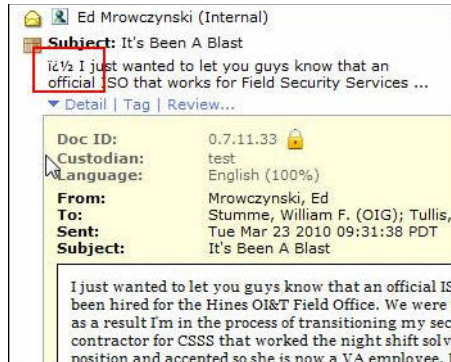 Ed Mrowczynski (Internal)
Subject: It's Been A Blast
ï¿½ I just wanted to let you guys know that an
official ISO that works for Field Security Services ...
Detail | Tag | Review...
Doc ID: 0.7.11.33
Custodian: test
Language: English (100%)
From: Mrowczynski, Ed
To: Stumme, William F. (OIG); Tullis,
Sent: Tue Mar 23 2010 09:31:38 PDT
Subject: It's Been A Blast
I just wanted to let you guys know that an official IS
been hired for the Hines OI&T Field Office. We were
as a result I'm in the process of transitioning my sec
contractor for CSSS that worked the night shift solv
position and accepted so she is now a VA employee. I